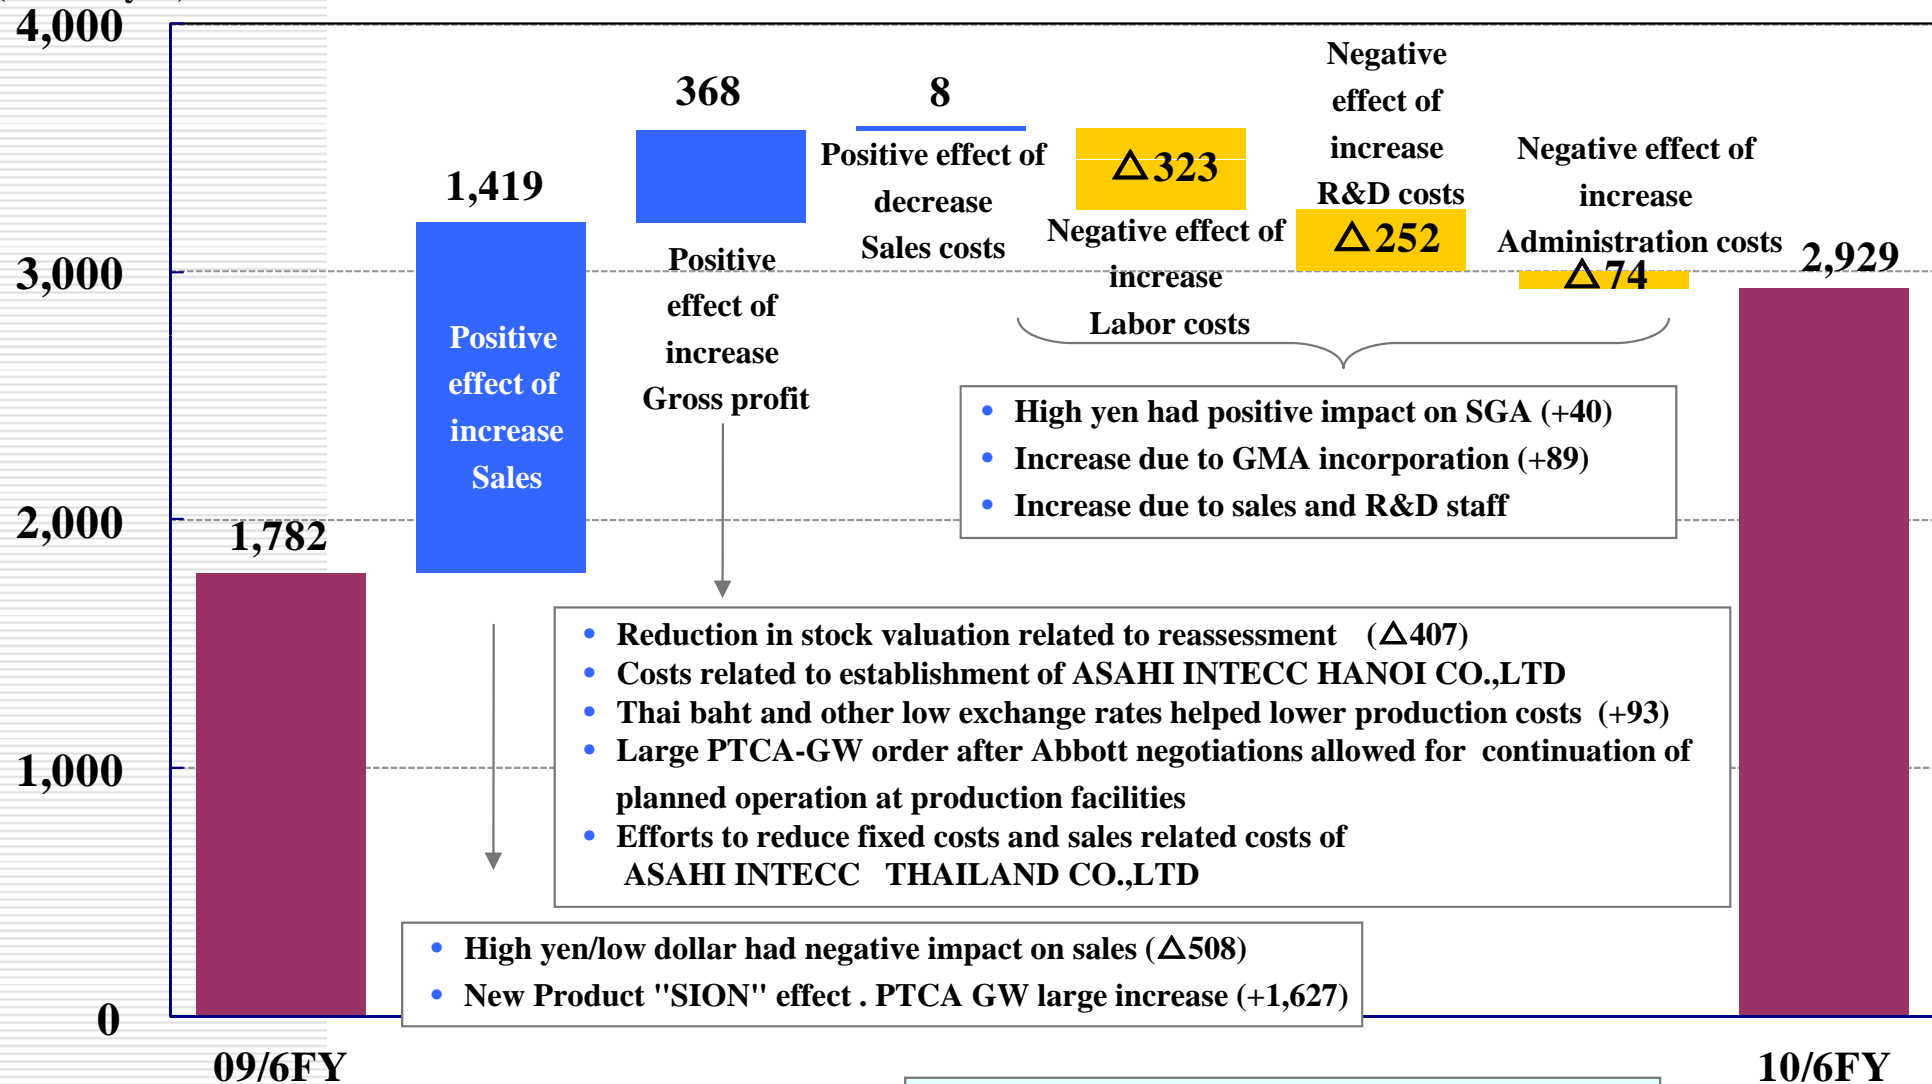 4,000
3,000
2,000
1,000
0
1,782
09/6FY
1,419
Positive
effect of
increase
Sales
368
Positive
effect of
increase
Gross profit
8
Positive effect of
decrease
Sales costs
△323
Negative effect of
increase
Labor costs
Negative
effect of
increase
R&D costs
△252
Negative effect of
increase
Administration costs
△74
2,929
10/6FY
• High yen had positive impact on SGA (+40)
• Increase due to GMA incorporation (+89)
• Increase due to sales and R&D staff
• Reduction in stock valuation related to reassessment (△407)
• Costs related to establishment of ASAHI INTECC HANOI CO.,LTD
• Thai baht and other low exchange rates helped lower production costs (+93)
• Large PTCA-GW order after Abbott negotiations allowed for continuation of
planned operation at production facilities
• Efforts to reduce fixed costs and sales related costs of
ASAHI INTECC THAILAND CO.,LTD
• High yen/low dollar had negative impact on sales (△508)
• New Product "SION" effect . PTCA GW large increase (+1,627)